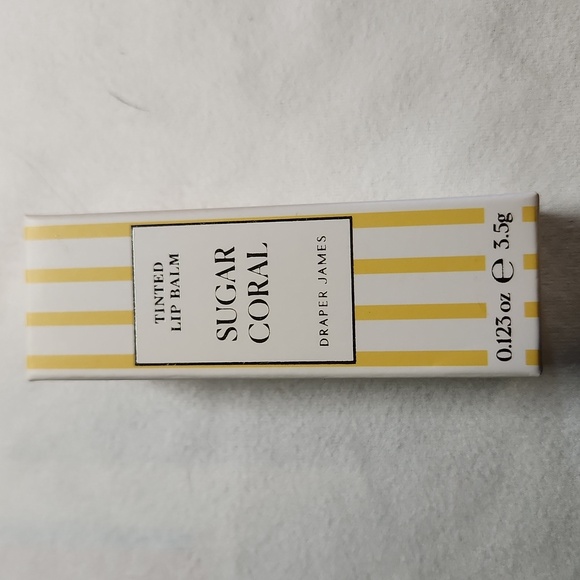 TINTED
LIP BALM
SUGAR
CORAL
DRAPER JAMES
0.123 oz ℮ 3.5g